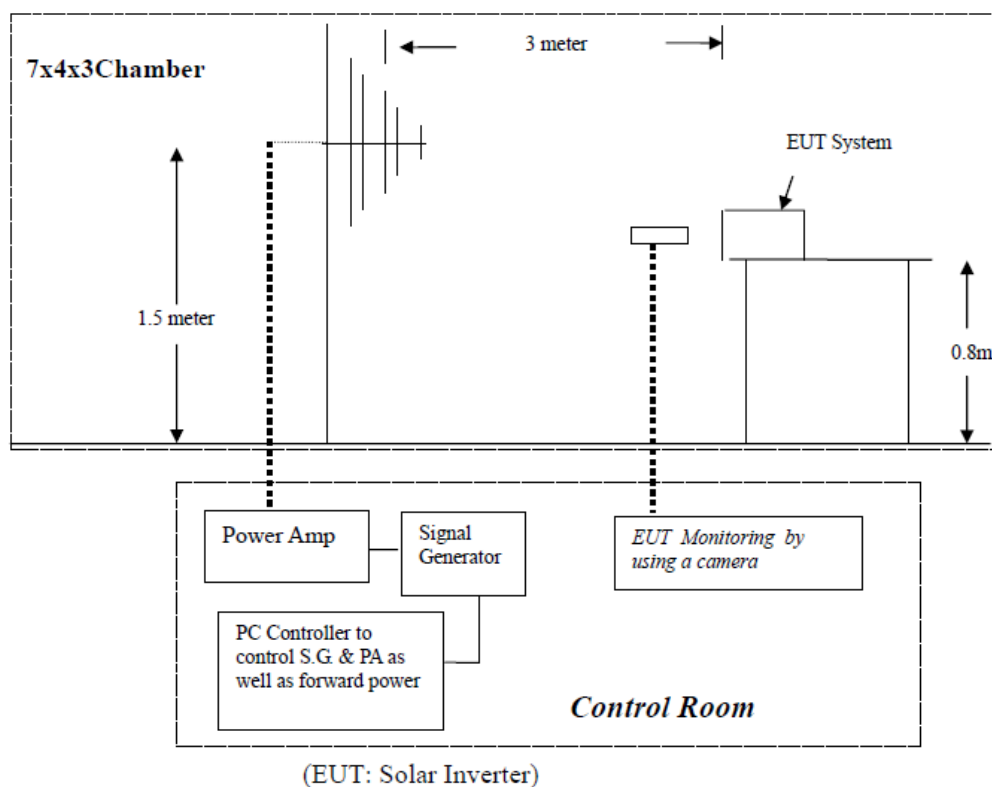 3 meter
7x4x3Chamber
EUT System
1.5 meter
0.8m
Power Amp
Signal
Generator
EUT Monitoring by
using a camera
PC Controller to
control S.G. & PA as
well as forward power
Control Room
(EUT: Solar Inverter)